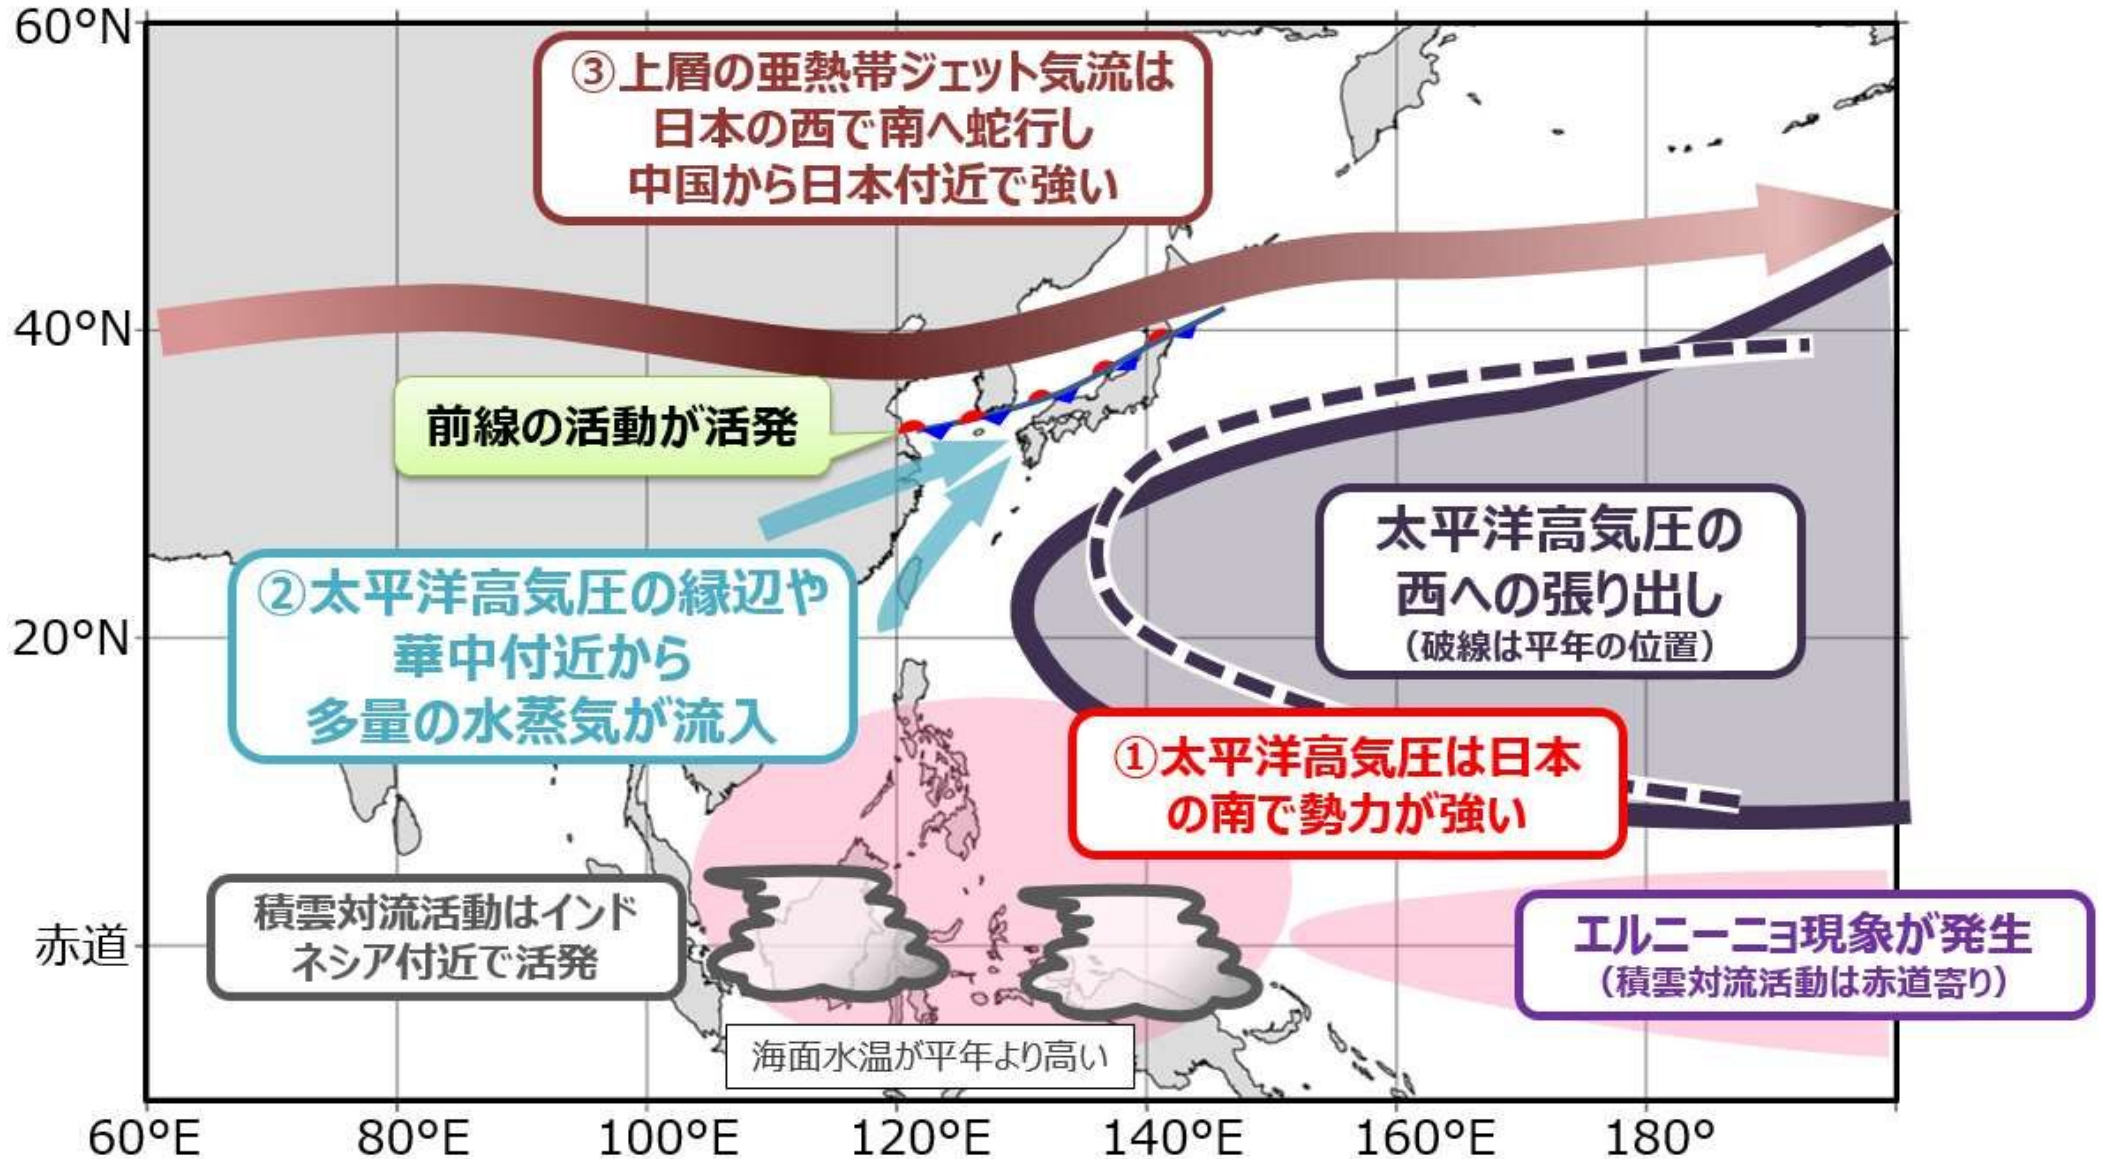 60°N
③上層の亜熱帯ジェット気流は
日本の西で南へ蛇行し
中国から日本付近で強い
40°N
前線の活動が活発
太平洋高気圧の
西への張り出し
（破線は平年の位置）
②太平洋高気圧の縁辺や
華中付近から
多量の水蒸気が流入
20°N
①太平洋高気圧は日本
の南で勢力が強い
積雲対流活動はインド
ネシア付近で活発
赤道
エルニーニョ現象が発生
（積雲対流活動は赤道寄り）
海面水温が平年より高い
60°E 80°E 100°E 120°E 140°E 160°E 180°